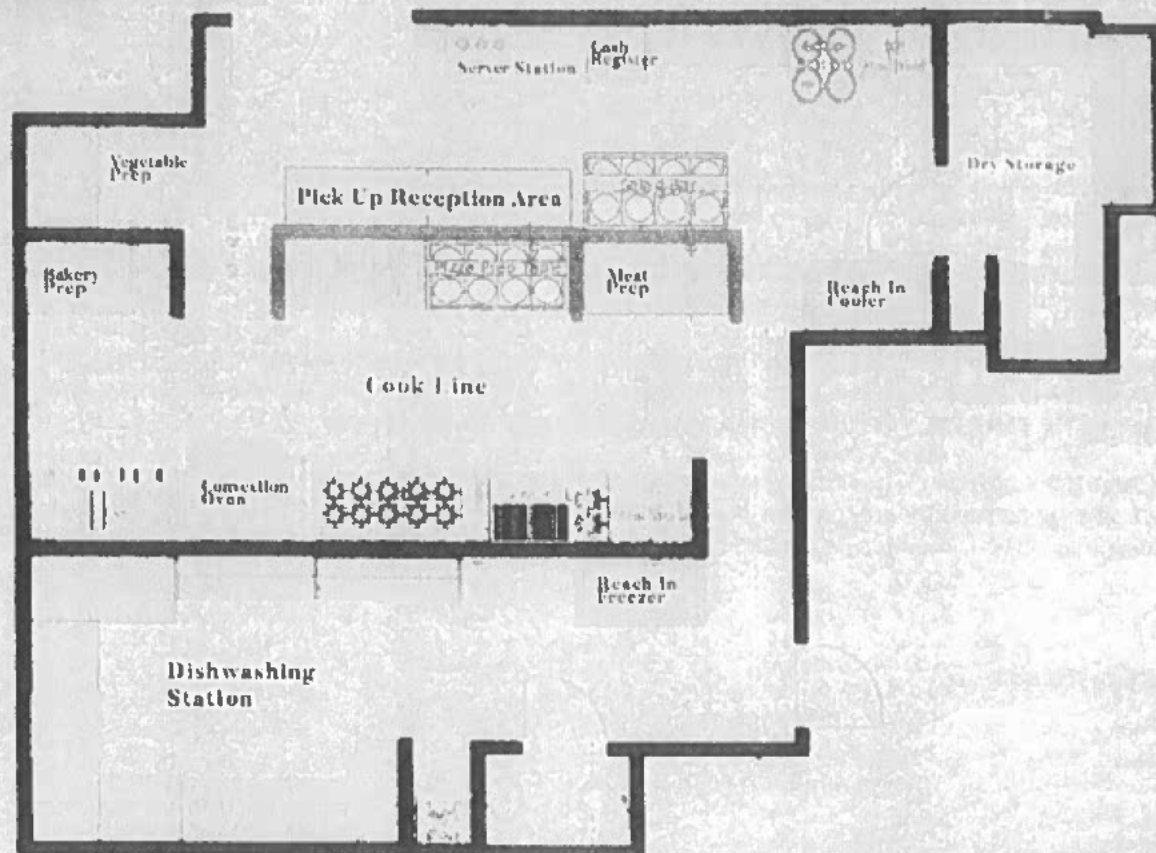 Server Station
Cash
Register
Vegetable
Prep
Dry Storage
Pick Up Reception Area
Bakery
Prep
Meat
Prep
Reach In
Cooler
Cook Line
Convection
Oven
Reach In
Freezer
Dishwashing
Station